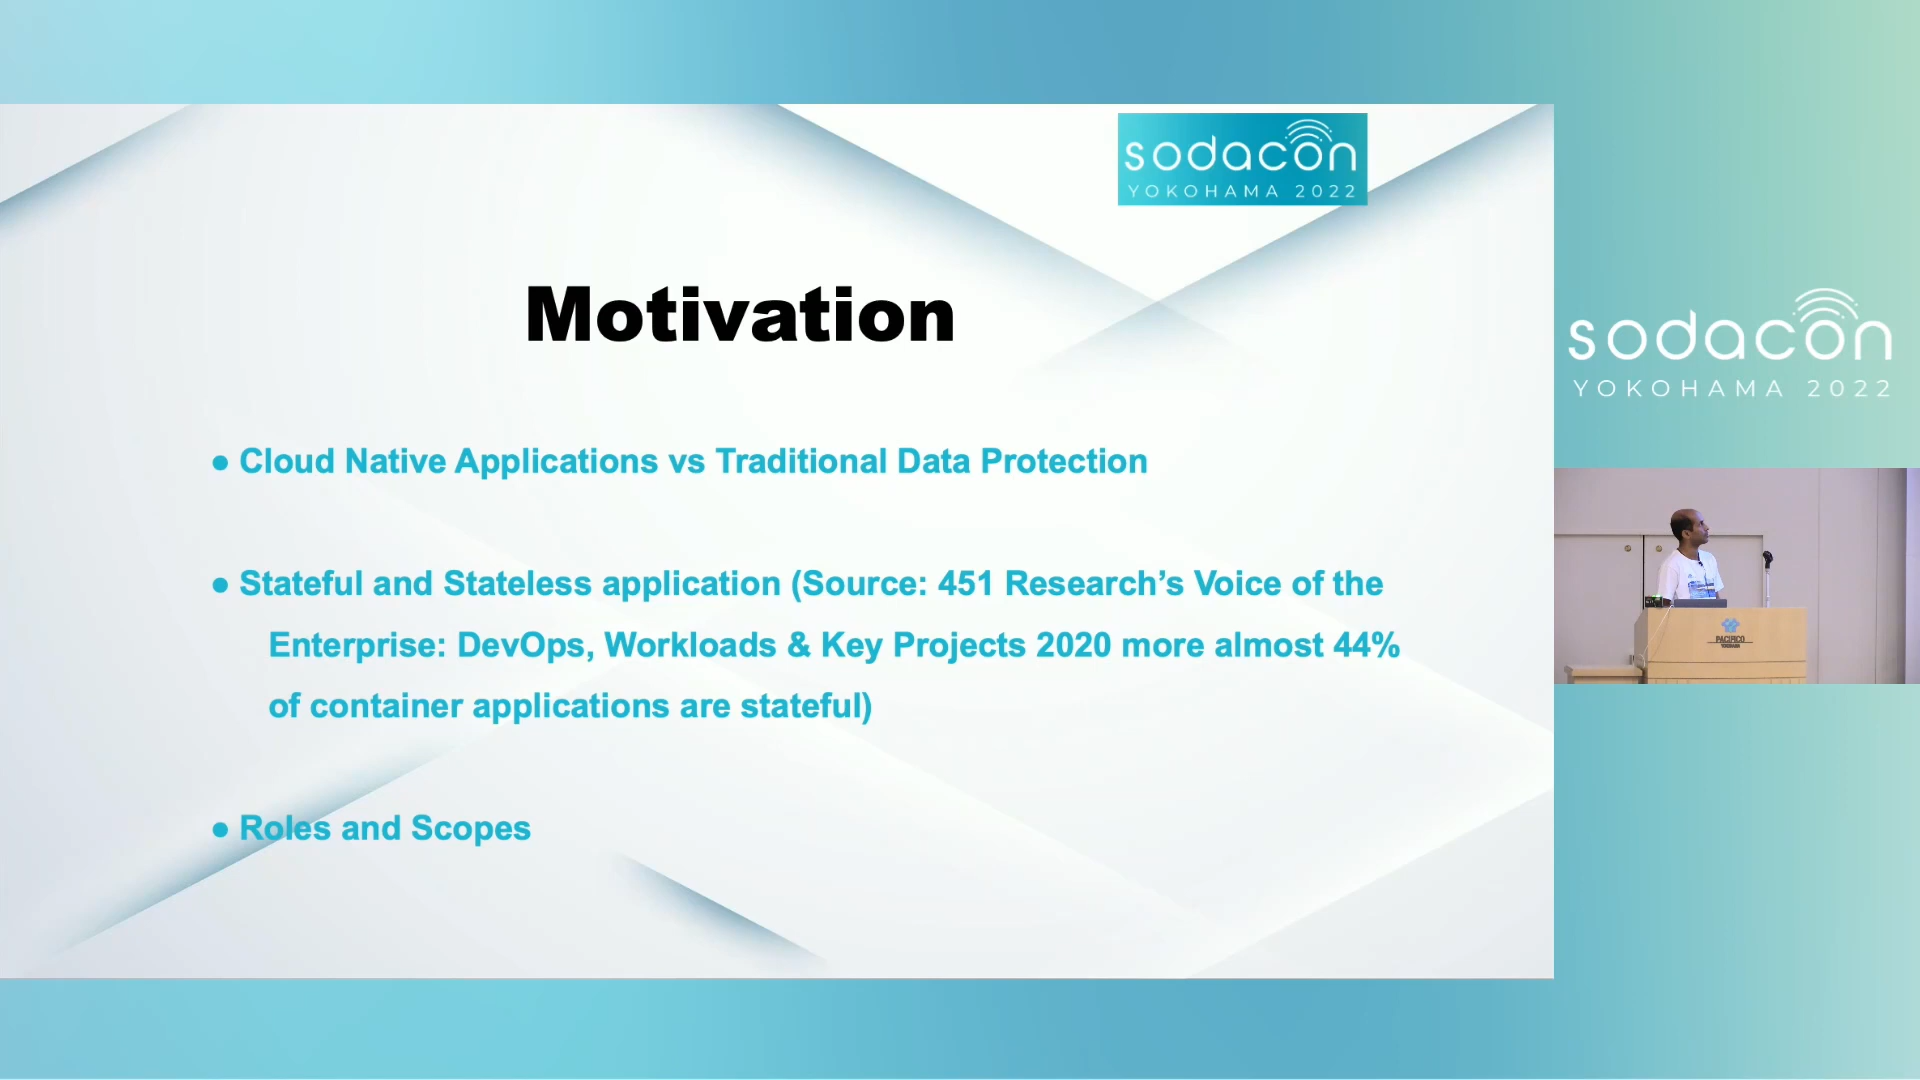 sodacon
YOKOHAMA 2022
Motivation
● Cloud Native Applications vs Traditional Data Protection
● Stateful and Stateless application (Source: 451 Research’s Voice of the
Enterprise: DevOps, Workloads & Key Projects 2020 more almost 44%
of container applications are stateful)
● Roles and Scopes
sodacon
YOKOHAMA 2022
PACIFICO
YOKOHAMA